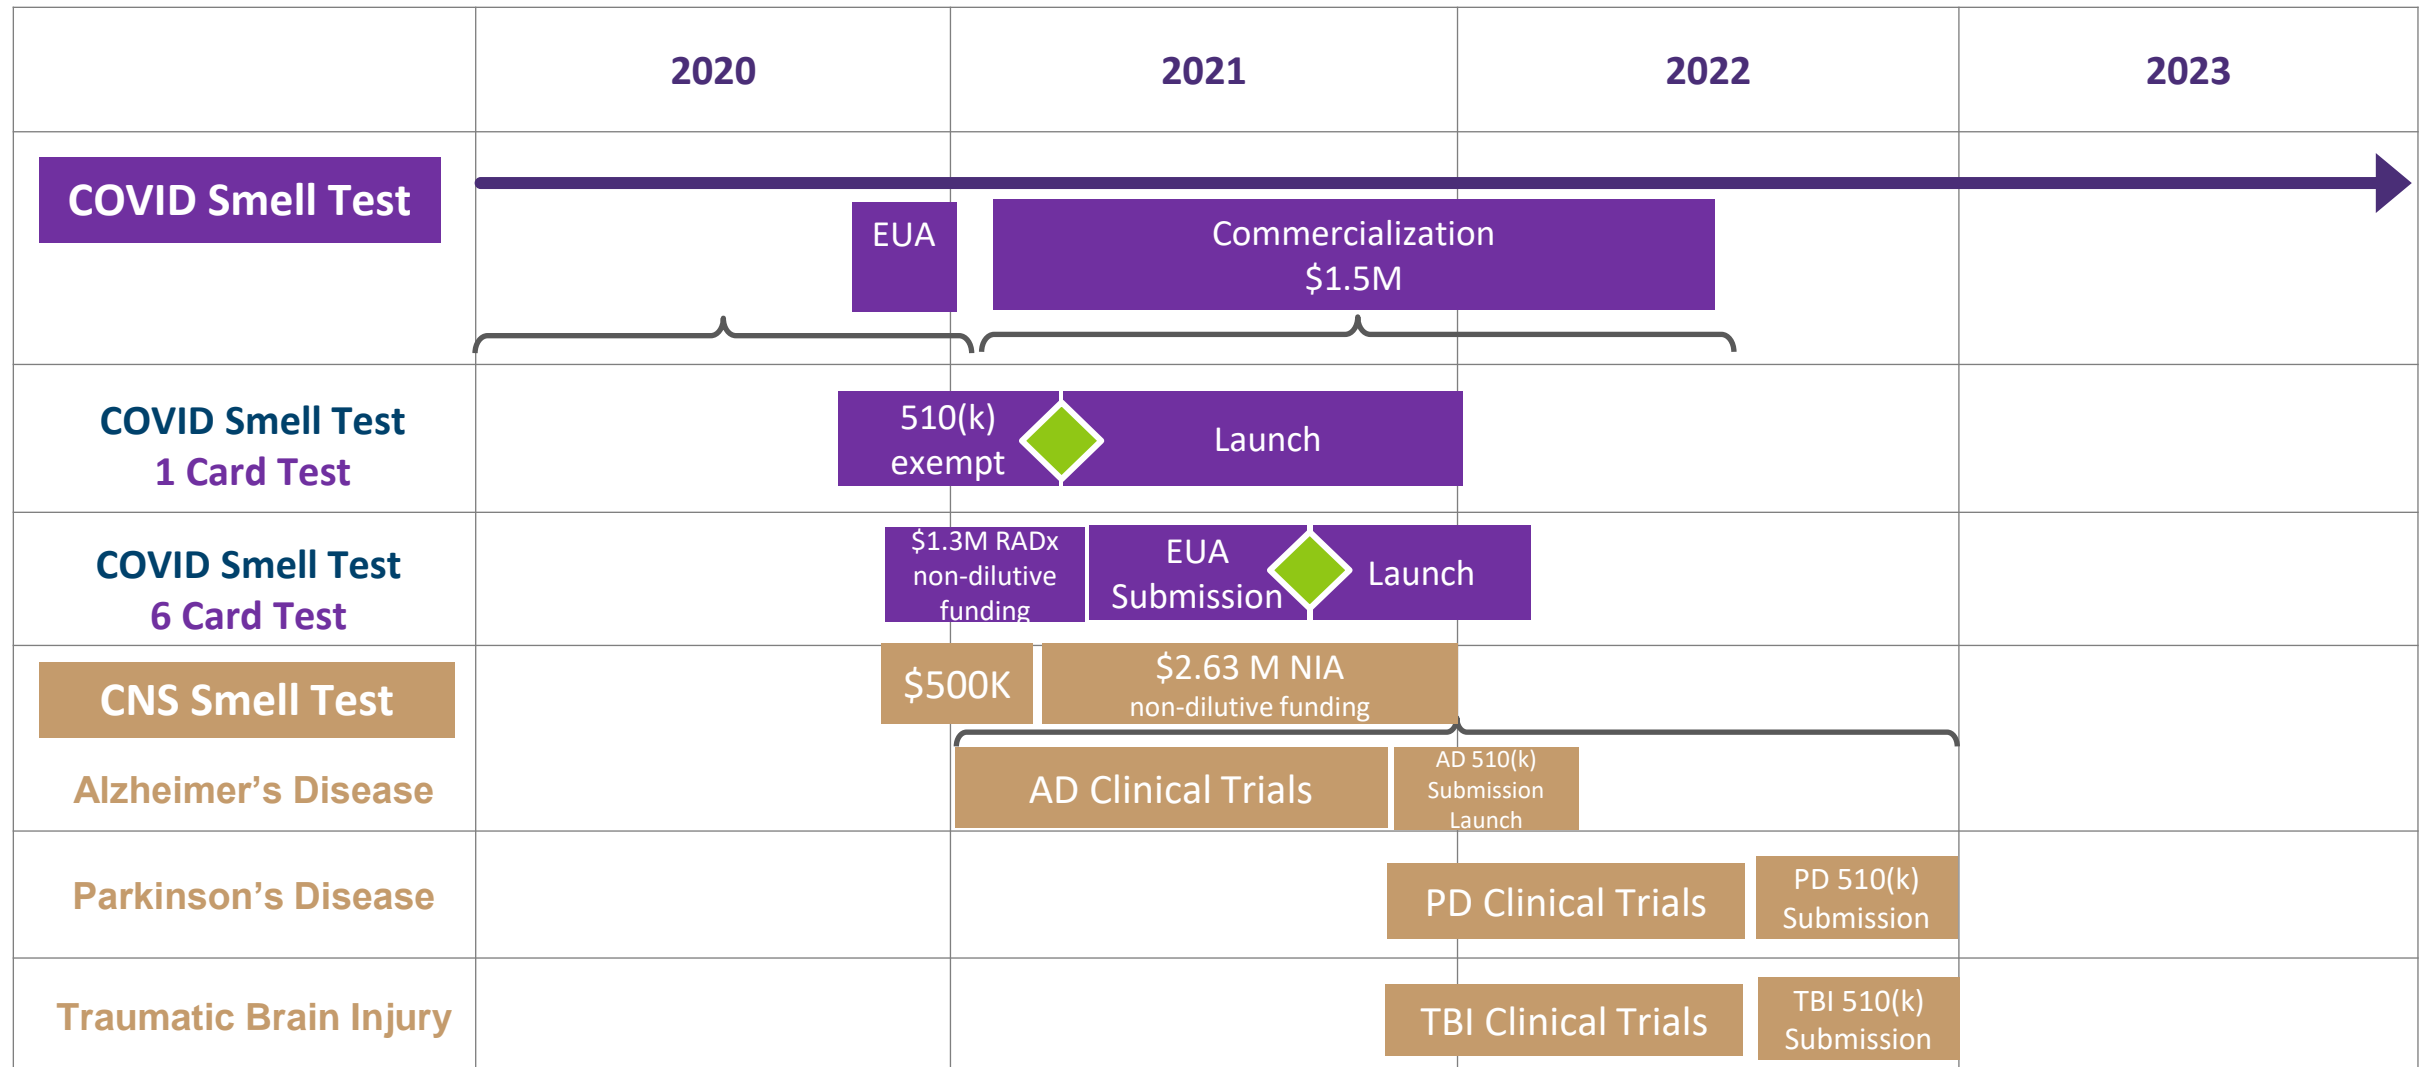 2020
2021
2022
2023
COVID Smell Test
EUA
Commercialization
$1.5M
COVID Smell Test
1 Card Test
510(k)
exempt
Launch
COVID Smell Test
6 Card Test
$1.3M RADx
non-dilutive
funding
EUA
Submission
Launch
CNS Smell Test
$500K
$2.63 M NIA
non-dilutive funding
Alzheimer’s Disease
AD Clinical Trials
AD 510(k)
Submission
Launch
Parkinson’s Disease
PD Clinical Trials
PD 510(k)
Submission
Traumatic Brain Injury
TBI Clinical Trials
TBI 510(k)
Submission